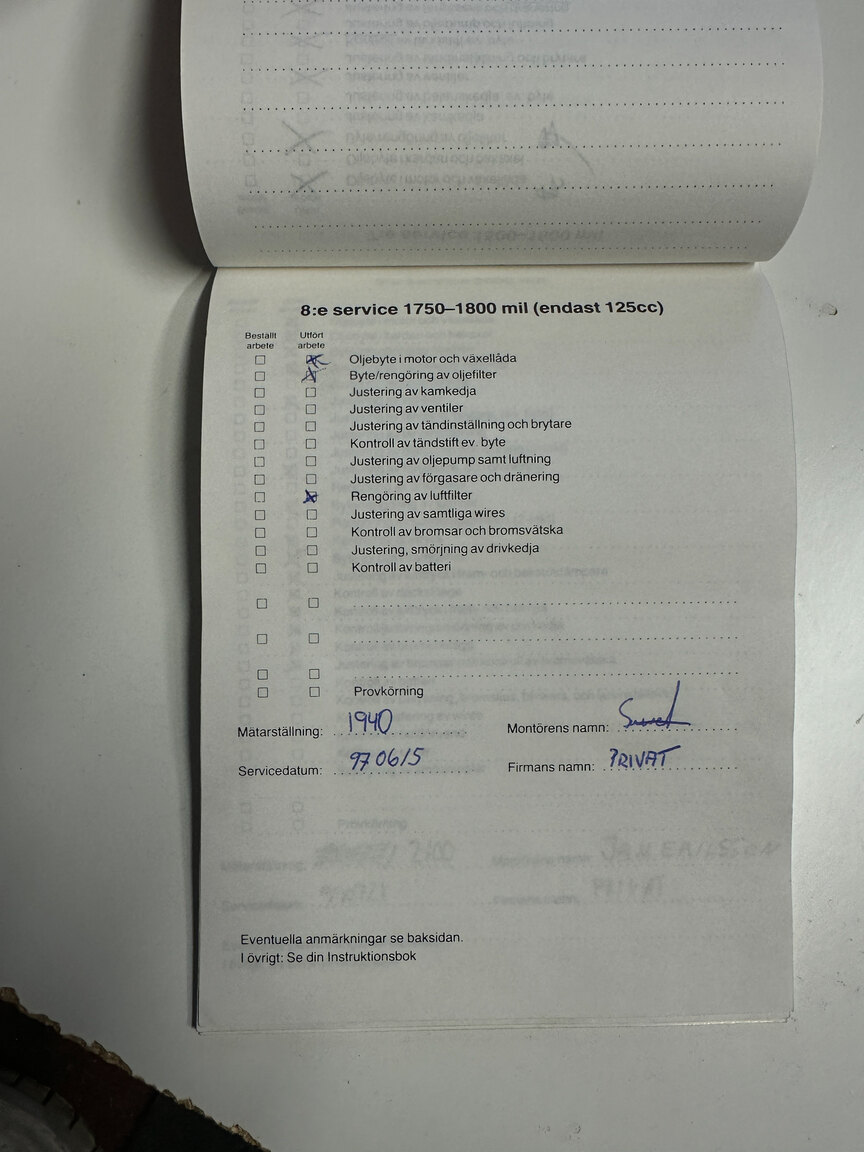 8:e service 1750–1800 mil (endast 125cc)
Beställt arbete
Utfört arbete
Oljebyte i motor och växellåda
Byte/rengöring av oljefilter
Justering av kamkedja
Justering av ventiler
Justering av tändinställning och brytare
Kontroll av tändstift ev. byte
Justering av oljepump samt luftning
Justering av förgasare och dränering
Rengöring av luftfilter
Justering av samtliga wires
Kontroll av bromsar och bromsvätska
Justering, smörjning av drivkedja
Kontroll av batteri
Provkörning
Mätarställning: 1940 Montörens namn:
Servicedatum: 970615 Firmans namn: PRIVAT
Eventuella anmärkningar se baksidan.
I övrigt: Se din Instruktionsbok